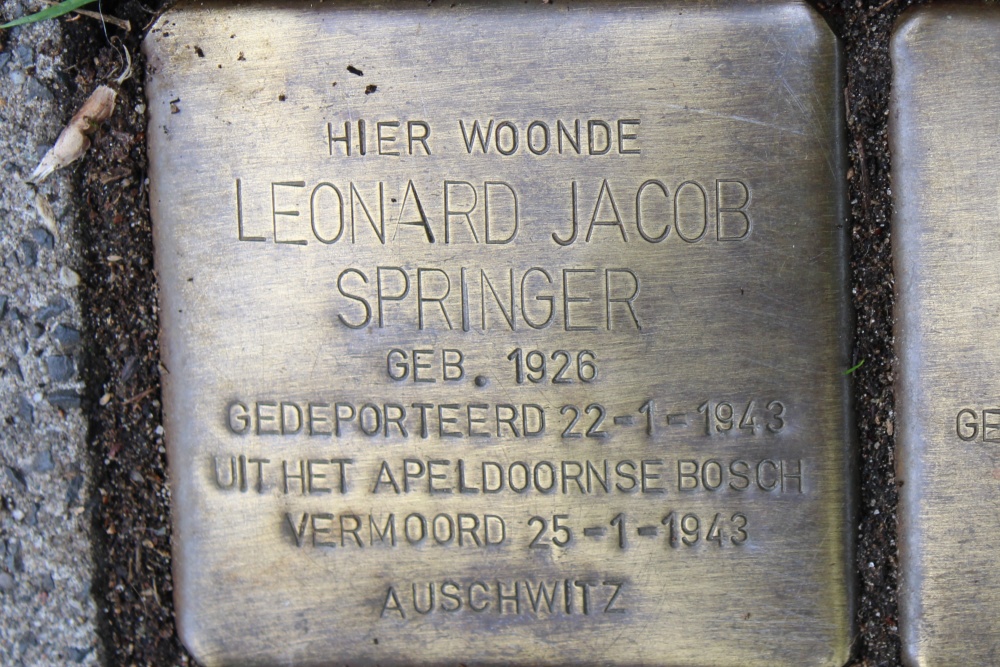 HIER WOONDE
LEONARD JACOB
SPRINGER
GEB. 1926
GEDEPORTEERD 22-1-1943
UIT HET APELDOORNSE BOSCH
VERMOORD 25-1-1943
AUSCHWITZ
GE